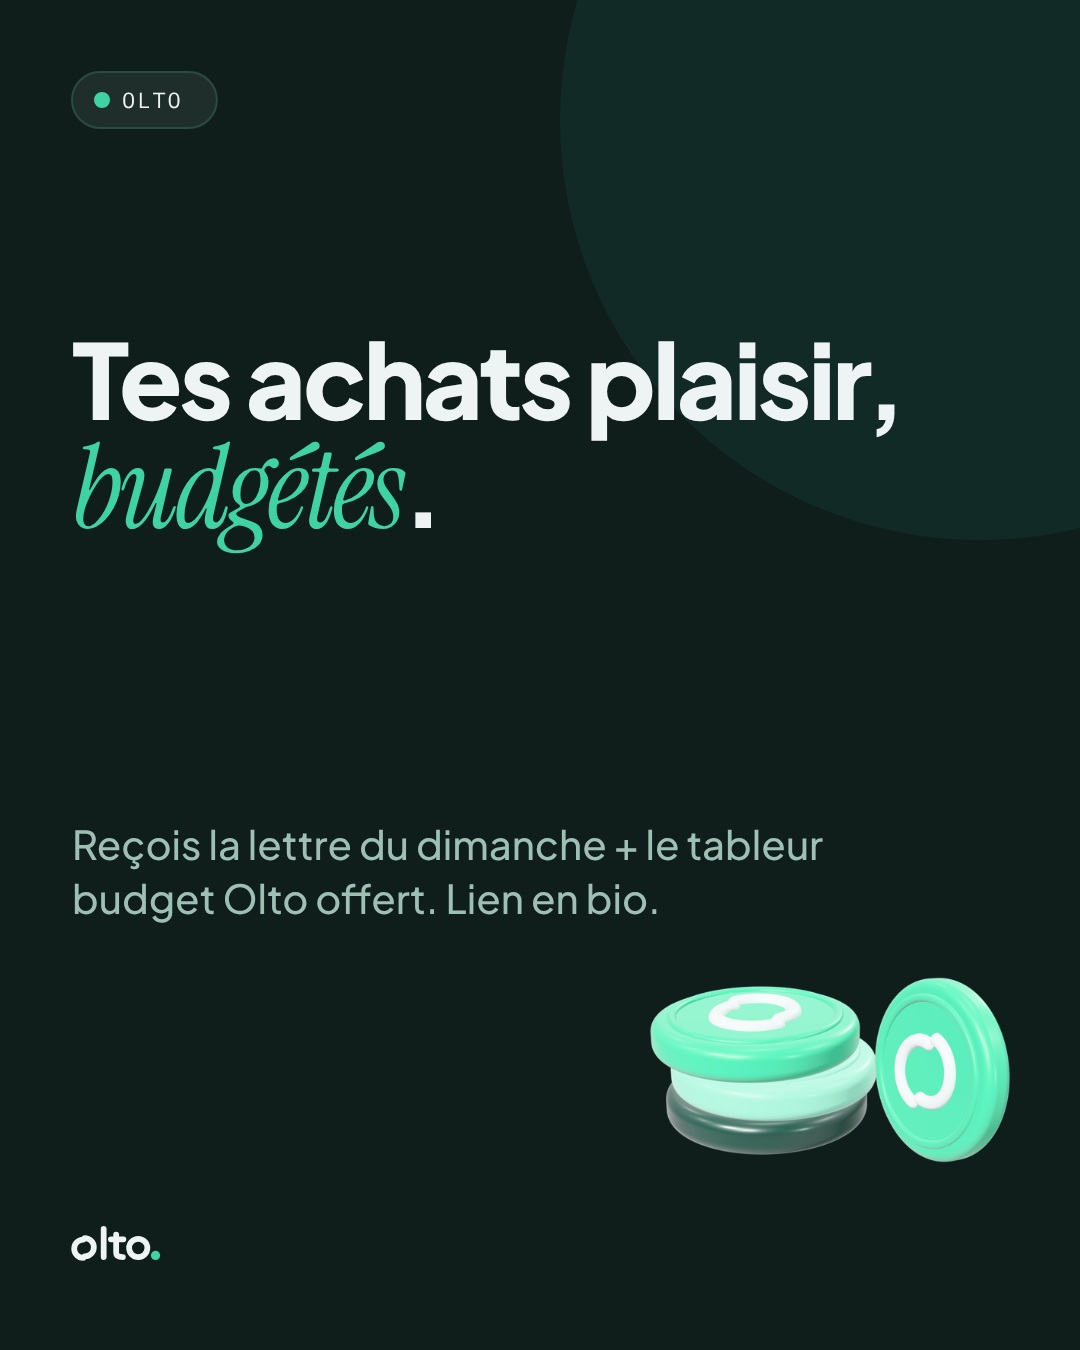 OLTO
Tes achats plaisir,
budgétés.
Reçois la lettre du dimanche + le tableur
budget Olto offert. Lien en bio.
olto.